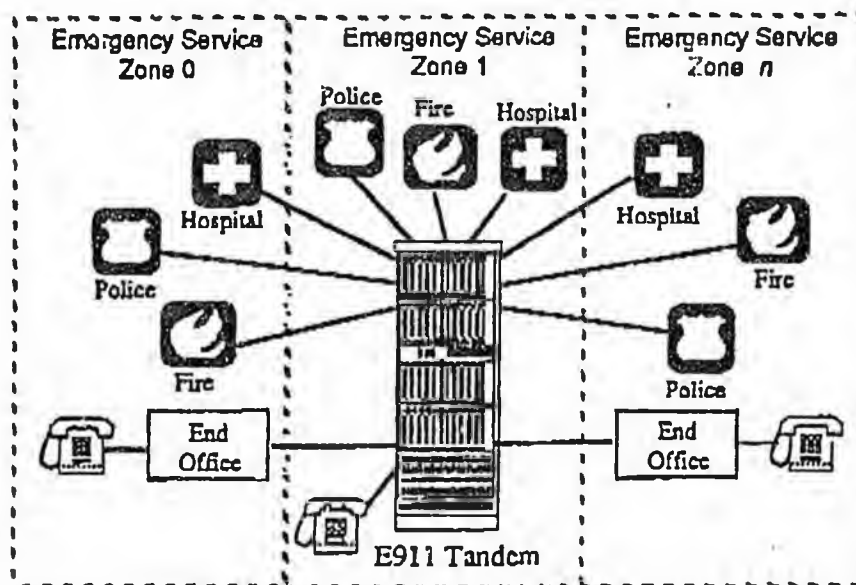 Emergency Service
Zone 0
Emergency Service
Zone 1
Emergency Service
Zone n
Police
Fire
Hospital
Hospital
Police
Fire
Hospital
Fire
Police
End
Office
End
Office
E911 Tandem